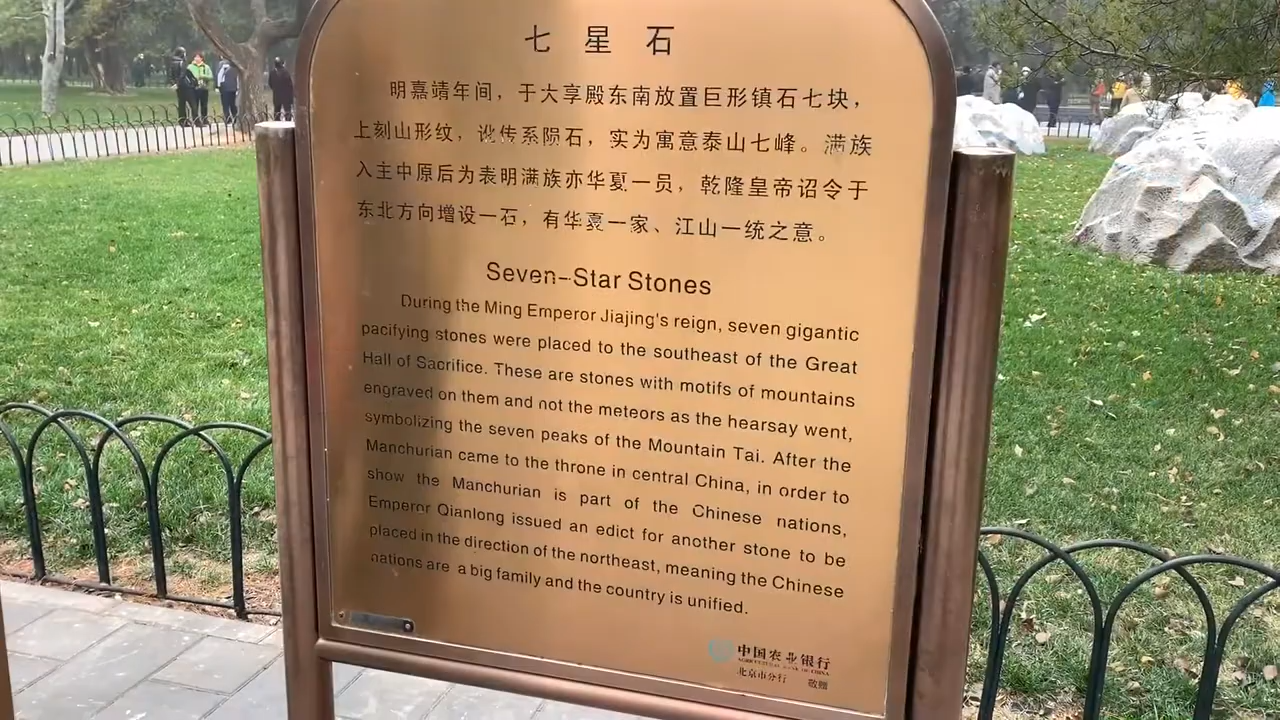 七星石
明嘉靖年间，于大享殿东南放置巨形镇石七块，
上刻山形纹，讹传系陨石，实为寓意泰山七峰。满族
入主中原后为表明满族亦华夏一员，乾隆皇帝诏令于
东北方向增设一石，有华夏一家、江山一统之意。
Seven-Star Stones
During the Ming Emperor Jiajing's reign, seven gigantic
pacifying stones were placed to the southeast of the Great
Hall of Sacrifice. These are stones with motifs of mountains
engraved on them and not the meteors as the hearsay went,
symbolizing the seven peaks of the Mountain Tai. After the
Manchurian came to the throne in central China, in order to
show the Manchurian is part of the Chinese nations,
Emperor Qianlong issued an edict for another stone to be
placed in the direction of the northeast, meaning the Chinese
nations are a big family and the country is unified.
中国农业银行
AGRICULTURAL BANK OF CHINA
北京市分行 敬赠